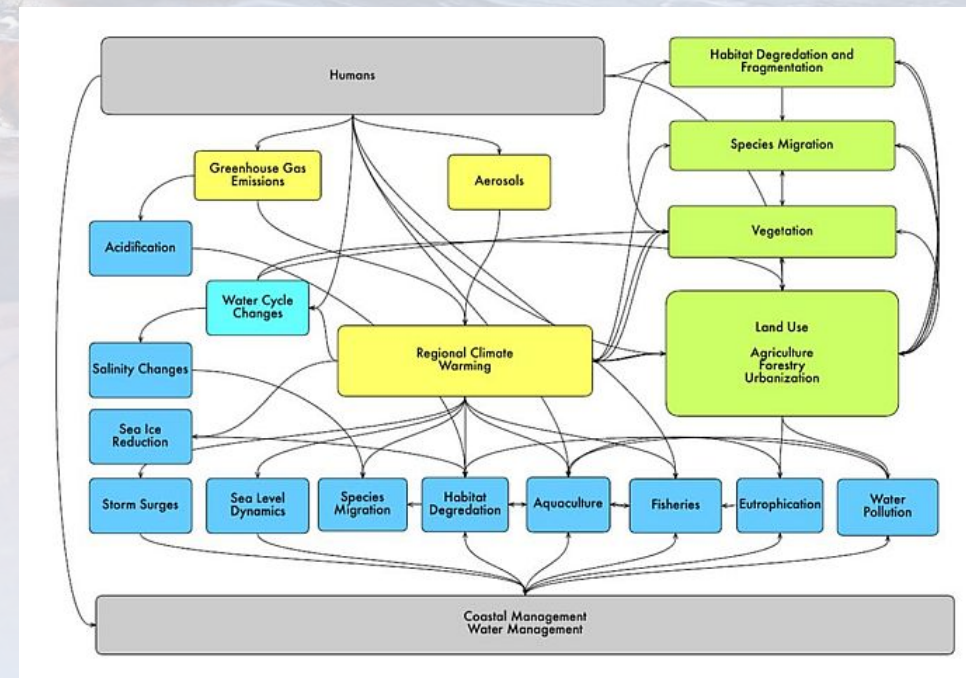 Humans
Habitat Degredation and
Fragmentation
Greenhouse Gas
Emissions
Aerosols
Species Migration
Acidification
Vegetation
Water Cycle
Changes
Regional Climate
Warming
Land Use
Agriculture
Forestry
Urbanization
Salinity Changes
Sea Ice
Reduction
Storm Surges
Sea Level
Dynamics
Species
Migration
Habitat
Degradation
Aquaculture
Fisheries
Eutrophication
Water
Pollution
Coastal Management
Water Management